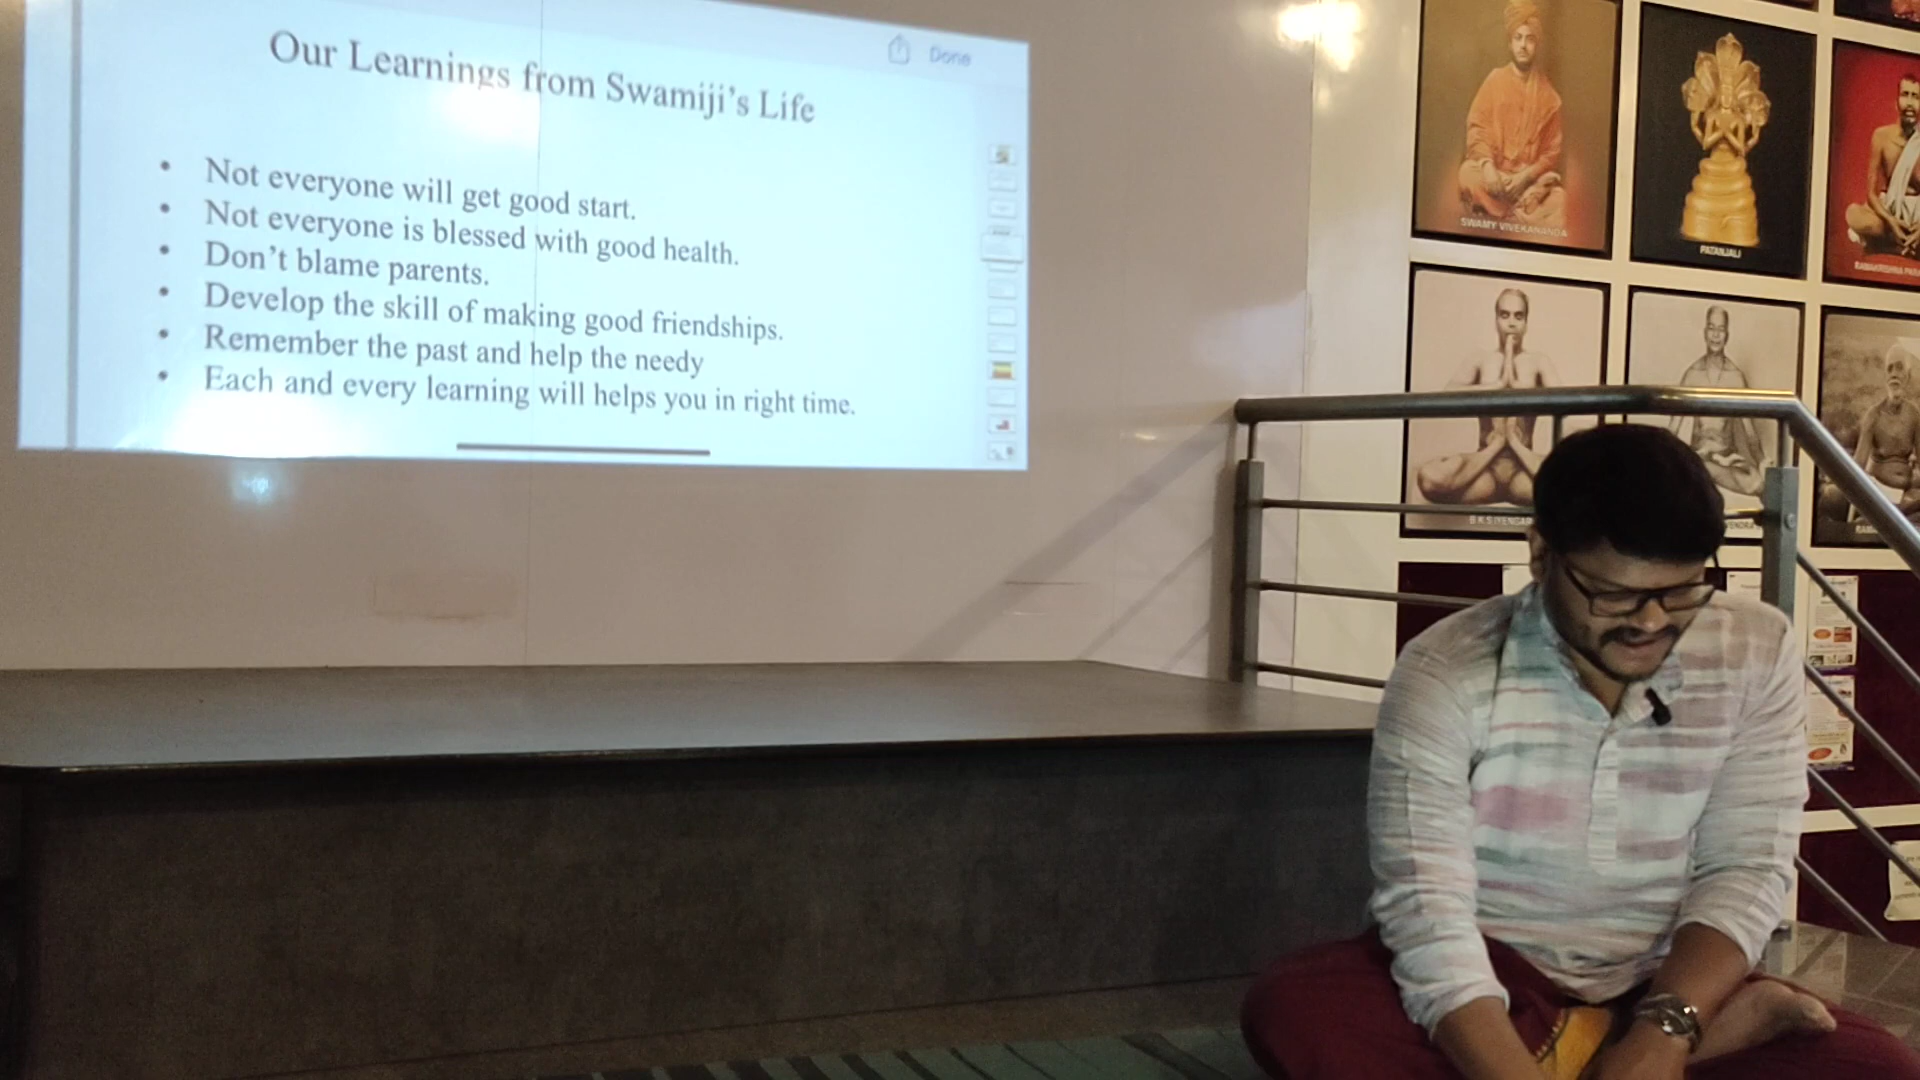 Done
Our Learnings from Swamiji's Life
• Not everyone will get good start.
• Not everyone is blessed with good health.
• Don't blame parents.
• Develop the skill of making good friendships.
• Remember the past and help the needy
• Each and every learning will helps you in right time.
SWAMY VIVEKANANDA
PATANJALI
RAMAKRISHNA
B.K.S IYENGAR